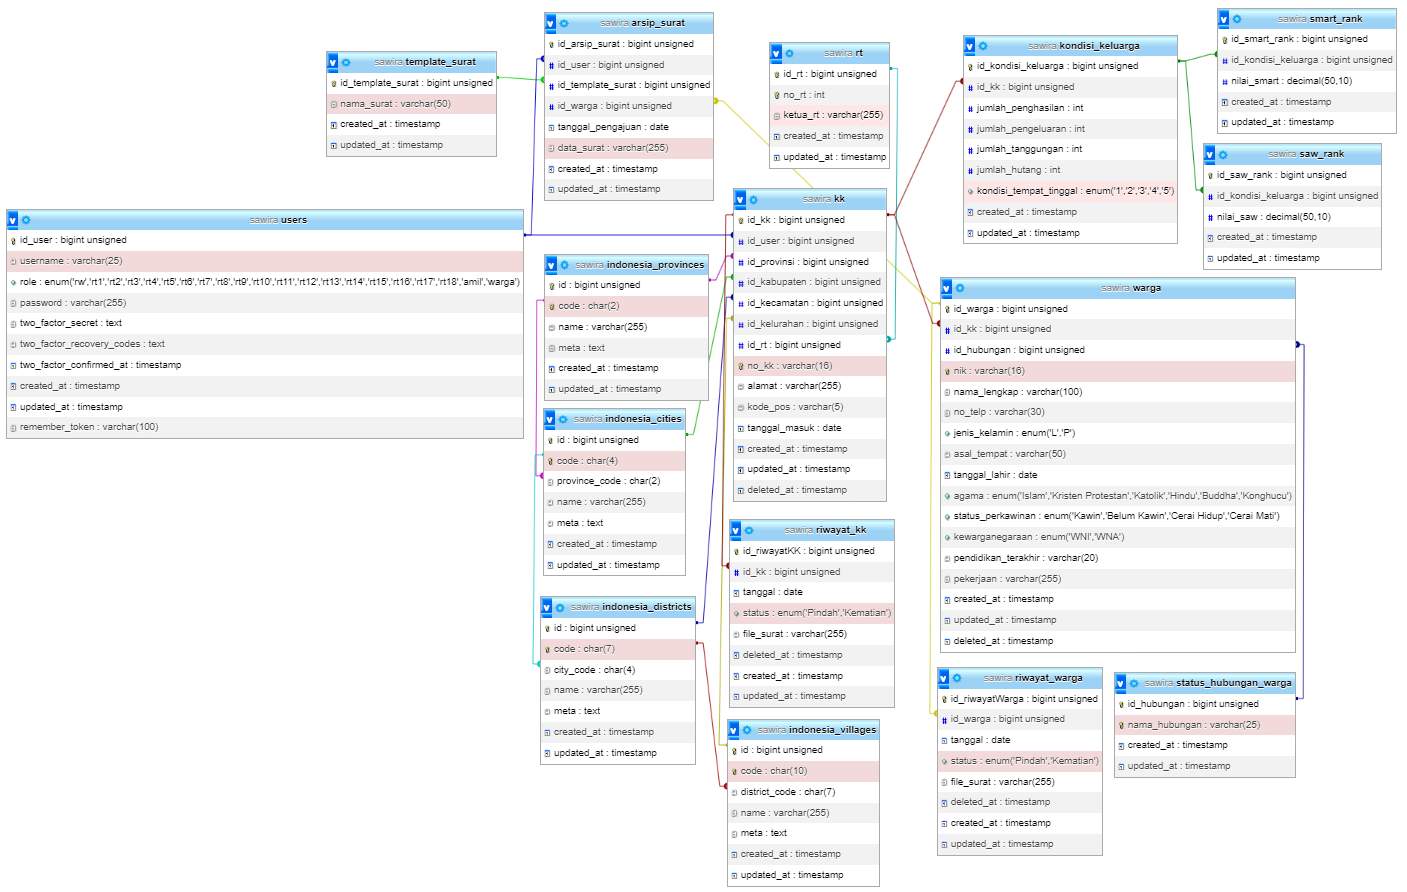 sawira template_surat
id_template_surat : bigint unsigned
nama_surat : varchar(50)
created_at : timestamp
updated_at : timestamp
sawira arsip_surat
id_arsip_surat : bigint unsigned
id_user : bigint unsigned
id_template_surat : bigint unsigned
id_warga : bigint unsigned
tanggal_pengajuan : date
data_surat : varchar(255)
created_at : timestamp
updated_at : timestamp
sawira rt
id_rt : bigint unsigned
no_rt : int
ketua_rt : varchar(255)
created_at : timestamp
updated_at : timestamp
sawira kondisi_keluarga
id_kondisi_keluarga : bigint unsigned
id_kk : bigint unsigned
jumlah_penghasilan : int
jumlah_pengeluaran : int
jumlah_tanggungan : int
jumlah_hutang : int
kondisi_tempat_tinggal : enum('1','2','3','4','5')
created_at : timestamp
updated_at : timestamp
sawira smart_rank
id_smart_rank : bigint unsigned
id_kondisi_keluarga : bigint unsigned
nilai_smart : decimal(50,10)
created_at : timestamp
updated_at : timestamp
sawira saw_rank
id_saw_rank : bigint unsigned
id_kondisi_keluarga : bigint unsigned
nilai_saw : decimal(50,10)
created_at : timestamp
updated_at : timestamp
sawira users
id_user : bigint unsigned
username : varchar(25)
role : enum('rw','rt1','rt2','rt3','rt4','rt5','rt6','rt7','rt8','rt9','rt10','rt11','rt12','rt13','rt14','rt15','rt16','rt17','rt18','amil','warga')
password : varchar(255)
two_factor_secret : text
two_factor_recovery_codes : text
two_factor_confirmed_at : timestamp
created_at : timestamp
updated_at : timestamp
remember_token : varchar(100)
sawira indonesia_provinces
id : bigint unsigned
code : char(2)
name : varchar(255)
meta : text
created_at : timestamp
updated_at : timestamp
sawira kk
id_kk : bigint unsigned
id_user : bigint unsigned
id_provinsi : bigint unsigned
id_kabupaten : bigint unsigned
id_kecamatan : bigint unsigned
id_kelurahan : bigint unsigned
id_rt : bigint unsigned
no_kk : varchar(16)
alamat : varchar(255)
kode_pos : varchar(5)
tanggal_masuk : date
created_at : timestamp
updated_at : timestamp
deleted_at : timestamp
sawira warga
id_warga : bigint unsigned
id_kk : bigint unsigned
id_hubungan : bigint unsigned
nik : varchar(16)
nama_lengkap : varchar(100)
no_telp : varchar(30)
jenis_kelamin : enum('L','P')
asal_tempat : varchar(50)
tanggal_lahir : date
agama : enum('Islam','Kristen Protestan','Katolik','Hindu','Buddha','Konghucu')
status_perkawinan : enum('Kawin','Belum Kawin','Cerai Hidup','Cerai Mati')
kewarganegaraan : enum('WNI','WNA')
pendidikan_terakhir : varchar(20)
pekerjaan : varchar(255)
created_at : timestamp
updated_at : timestamp
deleted_at : timestamp
sawira indonesia_cities
id : bigint unsigned
code : char(4)
province_code : char(2)
name : varchar(255)
meta : text
created_at : timestamp
updated_at : timestamp
sawira riwayat_kk
id_riwayatKK : bigint unsigned
id_kk : bigint unsigned
tanggal : date
status : enum('Pindah','Kematian')
file_surat : varchar(255)
deleted_at : timestamp
created_at : timestamp
updated_at : timestamp
sawira indonesia_districts
id : bigint unsigned
code : char(7)
city_code : char(4)
name : varchar(255)
meta : text
created_at : timestamp
updated_at : timestamp
sawira indonesia_villages
id : bigint unsigned
code : char(10)
district_code : char(7)
name : varchar(255)
meta : text
created_at : timestamp
updated_at : timestamp
sawira riwayat_warga
id_riwayatWarga : bigint unsigned
id_warga : bigint unsigned
tanggal : date
status : enum('Pindah','Kematian')
file_surat : varchar(255)
deleted_at : timestamp
created_at : timestamp
updated_at : timestamp
sawira status_hubungan_warga
id_hubungan : bigint unsigned
nama_hubungan : varchar(25)
created_at : timestamp
updated_at : timestamp